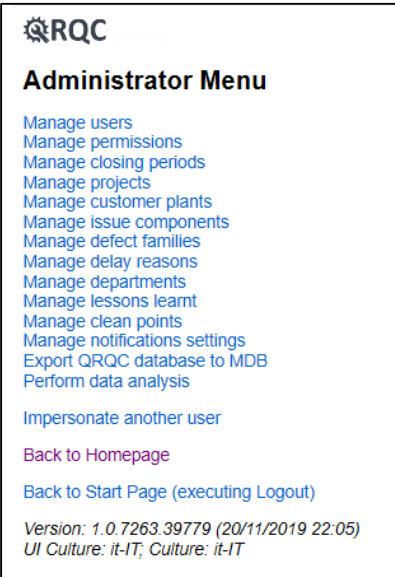 QRQC
Administrator Menu
Manage users
Manage permissions
Manage closing periods
Manage projects
Manage customer plants
Manage issue components
Manage defect families
Manage delay reasons
Manage departments
Manage lessons learnt
Manage clean points
Manage notifications settings
Export QRQC database to MDB
Perform data analysis
Impersonate another user
Back to Homepage
Back to Start Page (executing Logout)
Version: 1.0.7263.39779 (20/11/2019 22:05)
UI Culture: it-IT; Culture: it-IT